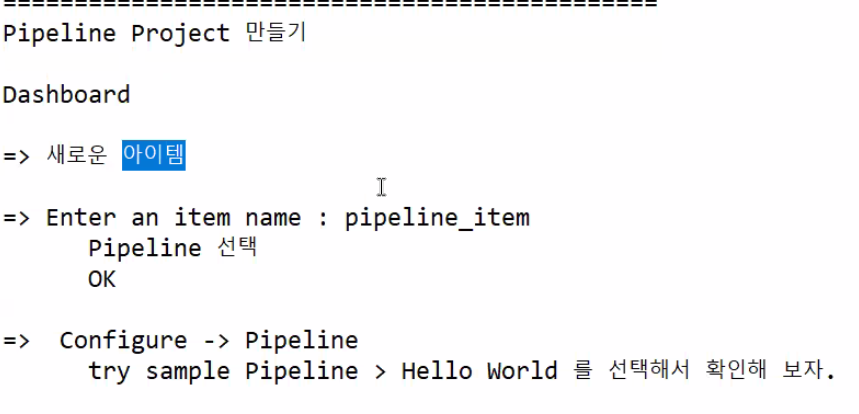 ==============================================
Pipeline Project 만들기
Dashboard
=> 새로운 아이템
=> Enter an item name : pipeline_item
Pipeline 선택
OK
=> Configure -> Pipeline
try sample Pipeline > Hello World 를 선택해서 확인해 보자.